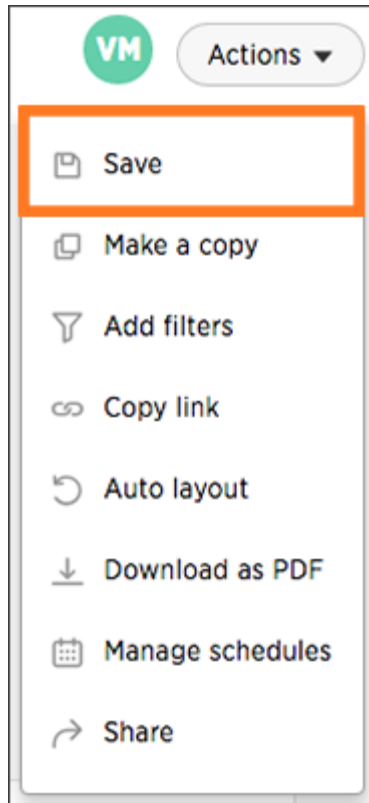 VM
Actions
Save
Make a copy
Add filters
Copy link
Auto layout
Download as PDF
Manage schedules
Share